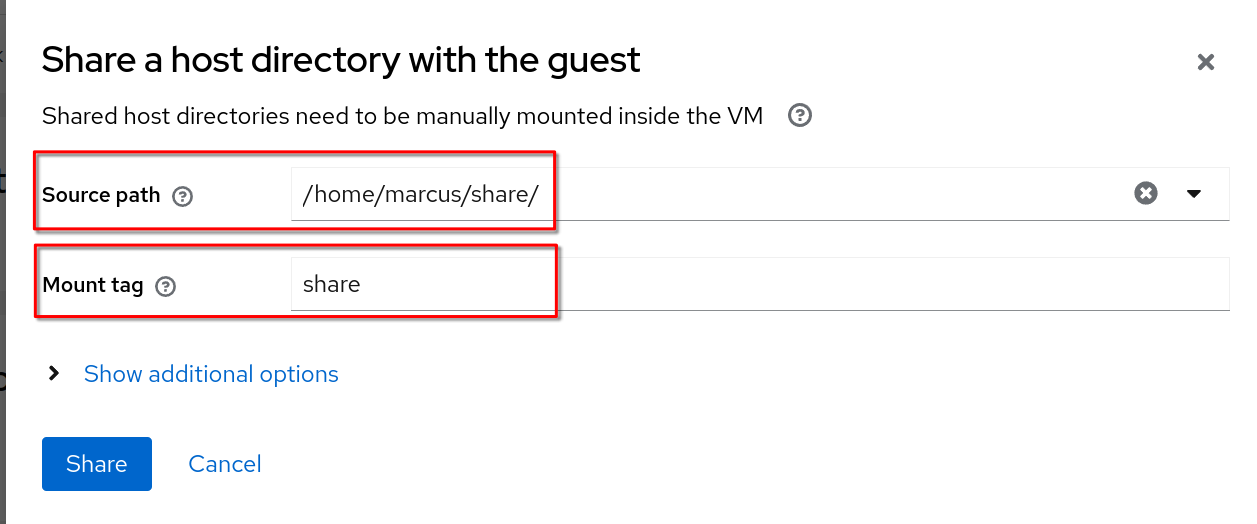 Share a host directory with the guest
Shared host directories need to be manually mounted inside the VM
Source path /home/marcus/share/
Mount tag share
Show additional options
Share Cancel